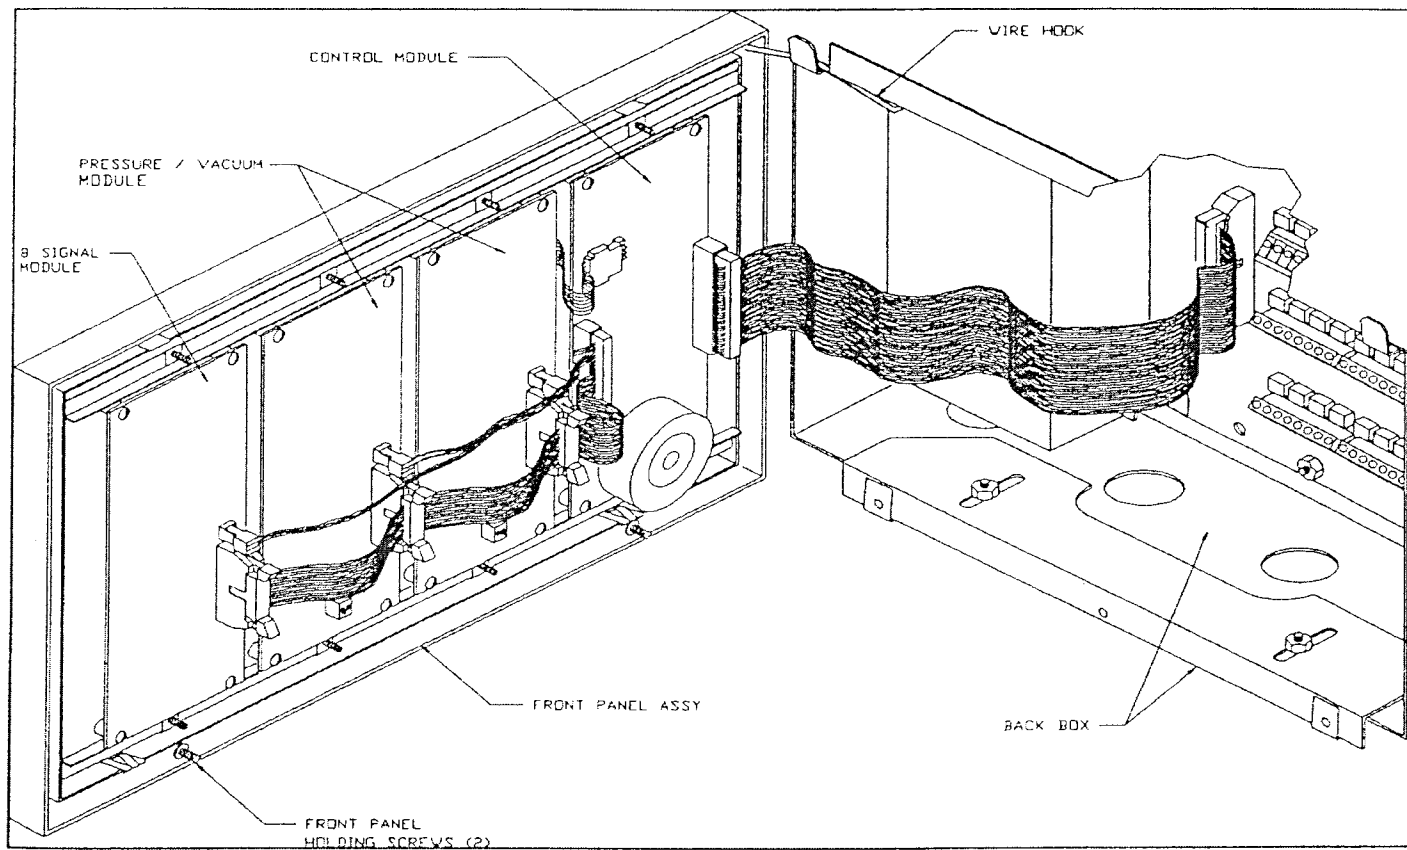 WIRE HOOK
CONTROL MODULE
PRESSURE / VACUUM
MODULE
8 SIGNAL
MODULE
FRONT PANEL ASSY
BACK BOX
FRONT PANEL
HOLDING SCREWS (2)